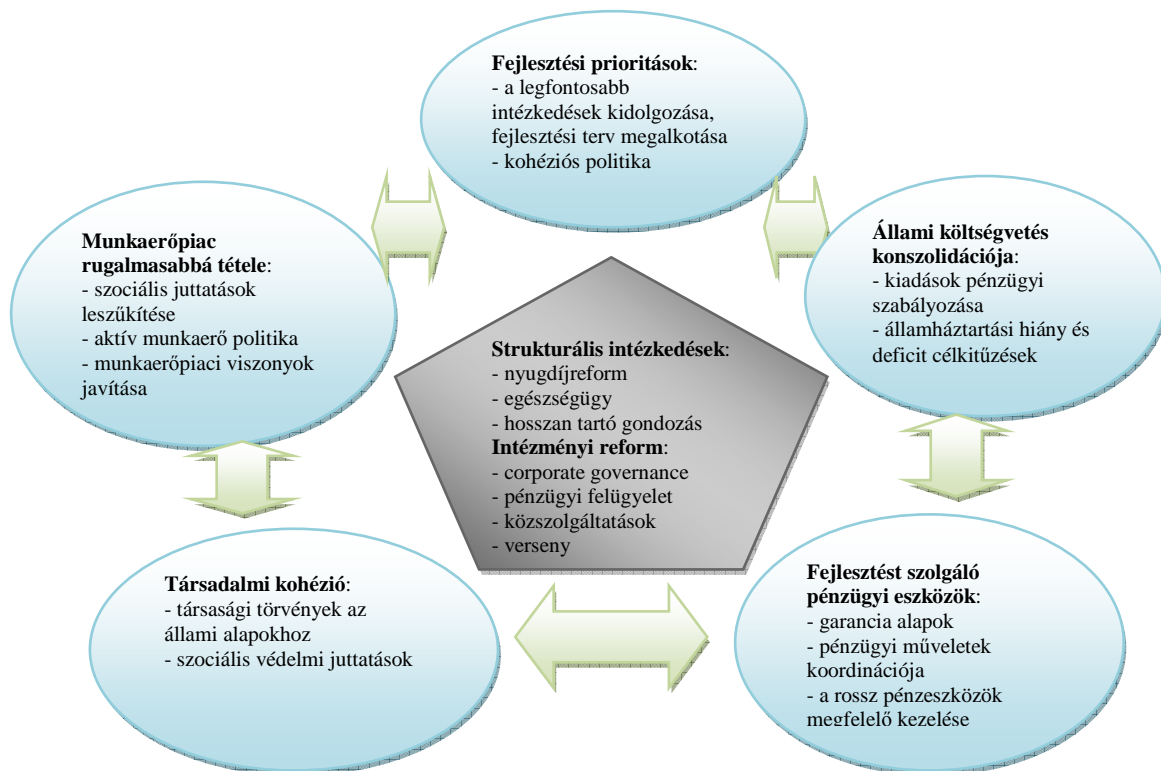 Fejlesztési prioritások:
- a legfontosabb
intézkedések kidolgozása,
fejlesztési terv megalkotása
- kohéziós politika
Munkaerőpiac
rugalmasabbá tétele:
- szociális juttatások
leszűkítése
- aktív munkaerő politika
- munkaerőpiaci viszonyok
javítása
Állami költségvetés
konszolidációja:
- kiadások pénzügyi
szabályozása
- államháztartási hiány és
deficit célkitűzések
Strukturális intézkedések:
- nyugdíjreform
- egészségügy
- hosszan tartó gondozás
Intézményi reform:
- corporate governance
- pénzügyi felügyelet
- közszolgáltatások
- verseny
Társadalmi kohézió:
- társasági törvények az
állami alapokhoz
- szociális védelmi juttatások
Fejlesztést szolgáló
pénzügyi eszközök:
- garancia alapok
- pénzügyi műveletek
koordinációja
- a rossz pénzeszközök
megfelelő kezelése